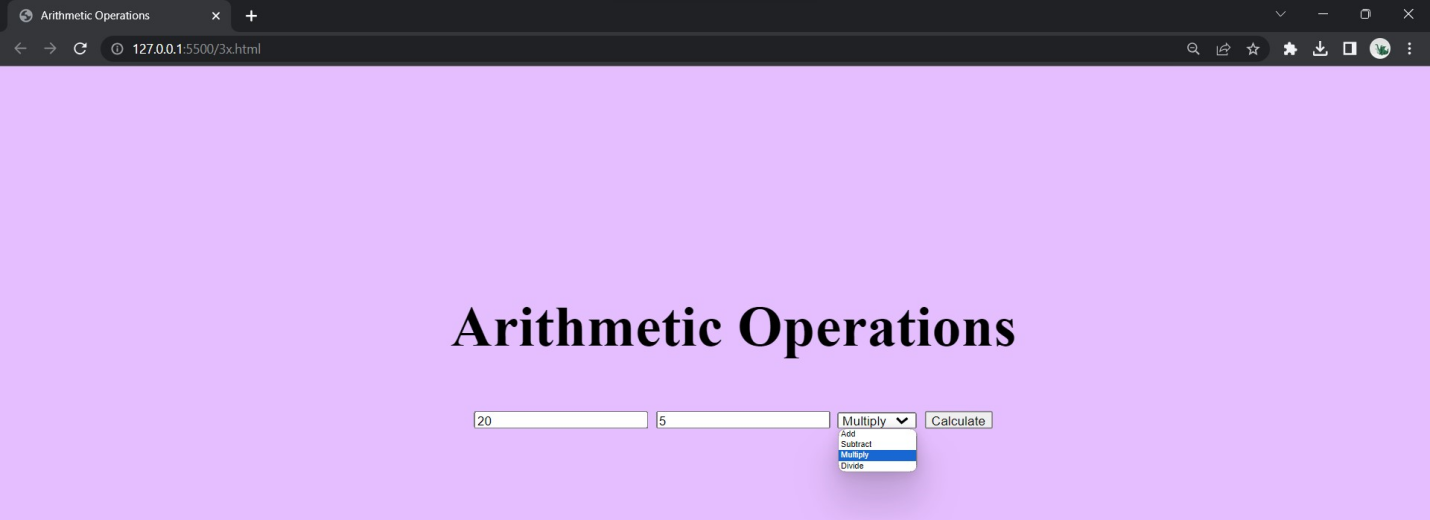 Arithmetic Operations
127.0.0.1:5500/3x.html
Arithmetic Operations
20 5 Multiply Calculate
Add
Subtract
Multiply
Divide